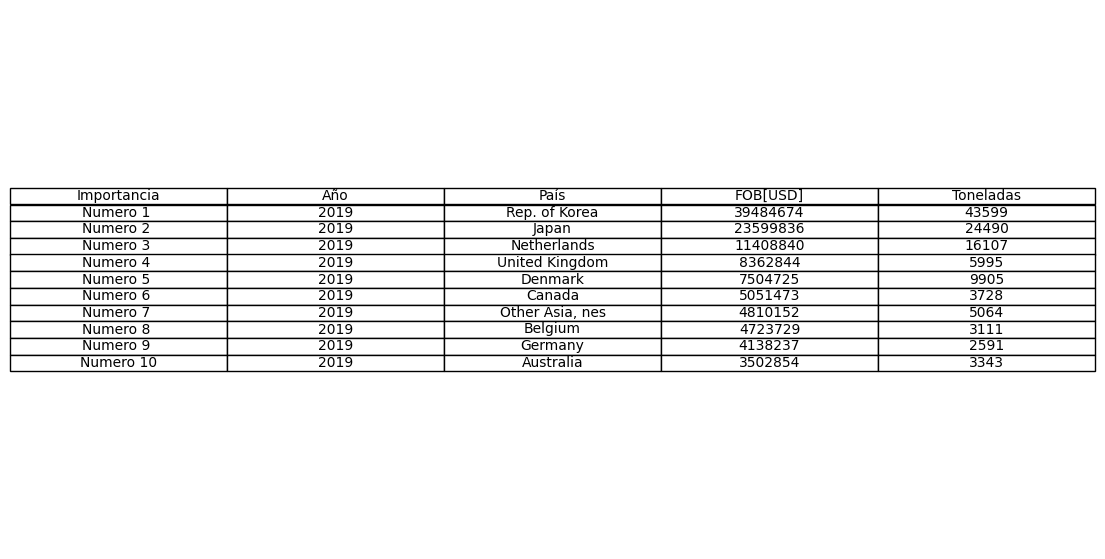 Importancia Año País FOB[USD] Toneladas
Numero 1 2019 Rep. of Korea 39484674 43599
Numero 2 2019 Japan 23599836 24490
Numero 3 2019 Netherlands 11408840 16107
Numero 4 2019 United Kingdom 8362844 5995
Numero 5 2019 Denmark 7504725 9905
Numero 6 2019 Canada 5051473 3728
Numero 7 2019 Other Asia, nes 4810152 5064
Numero 8 2019 Belgium 4723729 3111
Numero 9 2019 Germany 4138237 2591
Numero 10 2019 Australia 3502854 3343